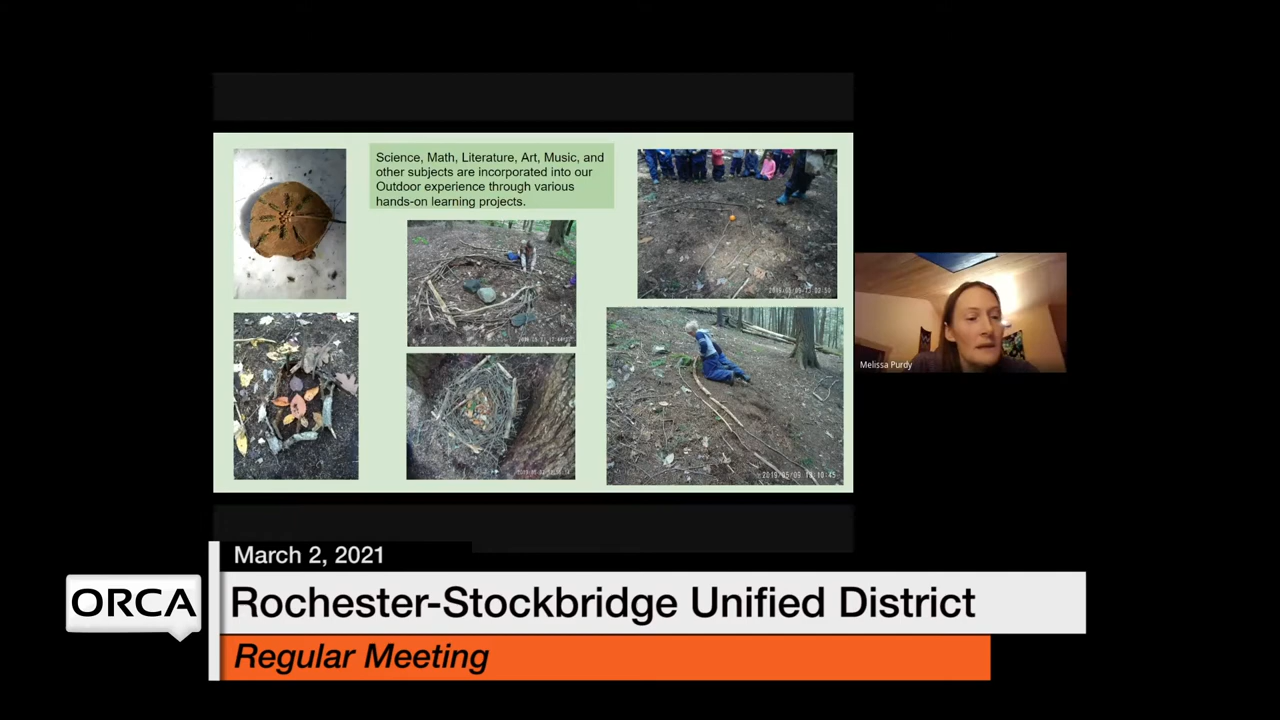 Science, Math, Literature, Art, Music, and
other subjects are incorporated into our
Outdoor experience through various
hands-on learning projects.
Melissa Purdy
March 2, 2021
ORCA
Rochester-Stockbridge Unified District
Regular Meeting